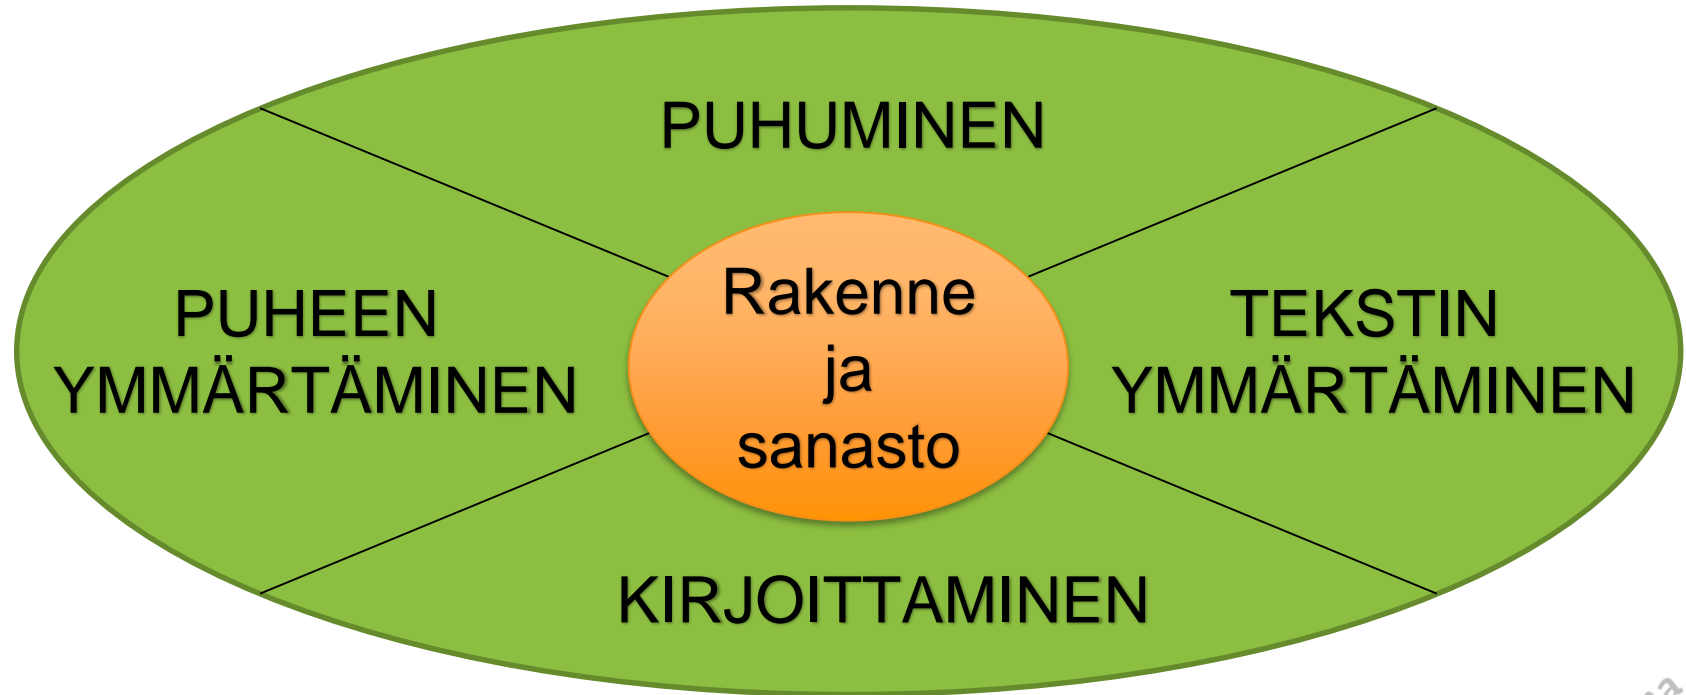 PUHUMINEN
PUHEEN
YMMÄRTÄMINEN
Rakenne
ja
sanasto
TEKSTIN
YMMÄRTÄMINEN
KIRJOITTAMINEN